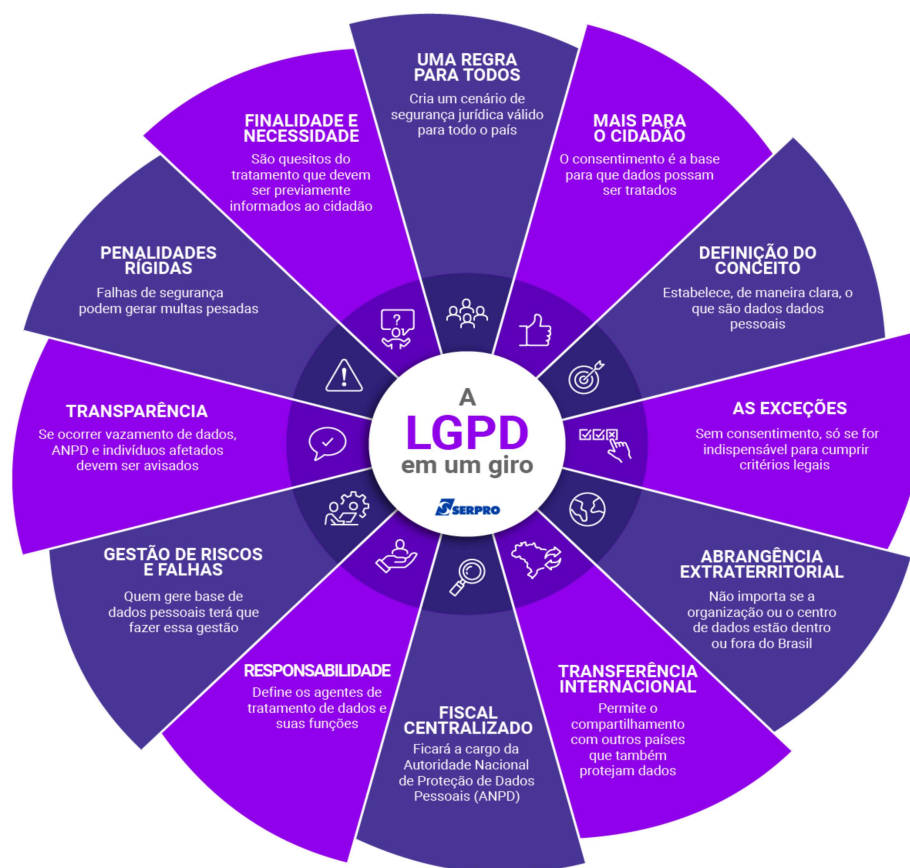 UMA REGRA
PARA TODOS
Cria um cenário de
segurança jurídica válido
para todo o país
MAIS PARA
O CIDADÃO
O consentimento é a base
para que dados possam
ser tratados
DEFINIÇÃO DO
CONCEITO
Estabelece, de maneira clara, o
que são dados dados
pessoais
AS EXCEÇÕES
Sem consentimento, só se for
indispensável para cumprir
critérios legais
ABRANGÊNCIA
EXTRATERRITORIAL
Não importa se a
organização ou o centro
de dados estão dentro
ou fora do Brasil
TRANSFERÊNCIA
INTERNACIONAL
Permite o
compartilhamento
com outros países
que também
protejam dados
FISCAL
CENTRALIZADO
Ficará a cargo da
Autoridade Nacional
de Proteção de Dados
Pessoais (ANPD)
RESPONSABILIDADE
Define os agentes de
tratamento de dados e
suas funções
GESTÃO DE RISCOS
E FALHAS
Quem gere base de
dados pessoais terá que
fazer essa gestão
TRANSPARÊNCIA
Se ocorrer vazamento de dados,
ANPD e indivíduos afetados
devem ser avisados
PENALIDADES
RÍGIDAS
Falhas de segurança
podem gerar multas pesadas
FINALIDADE E
NECESSIDADE
São quesitos do
tratamento que devem
ser previamente
informados ao cidadão
?
A
LGPD
em um giro
SERPRO